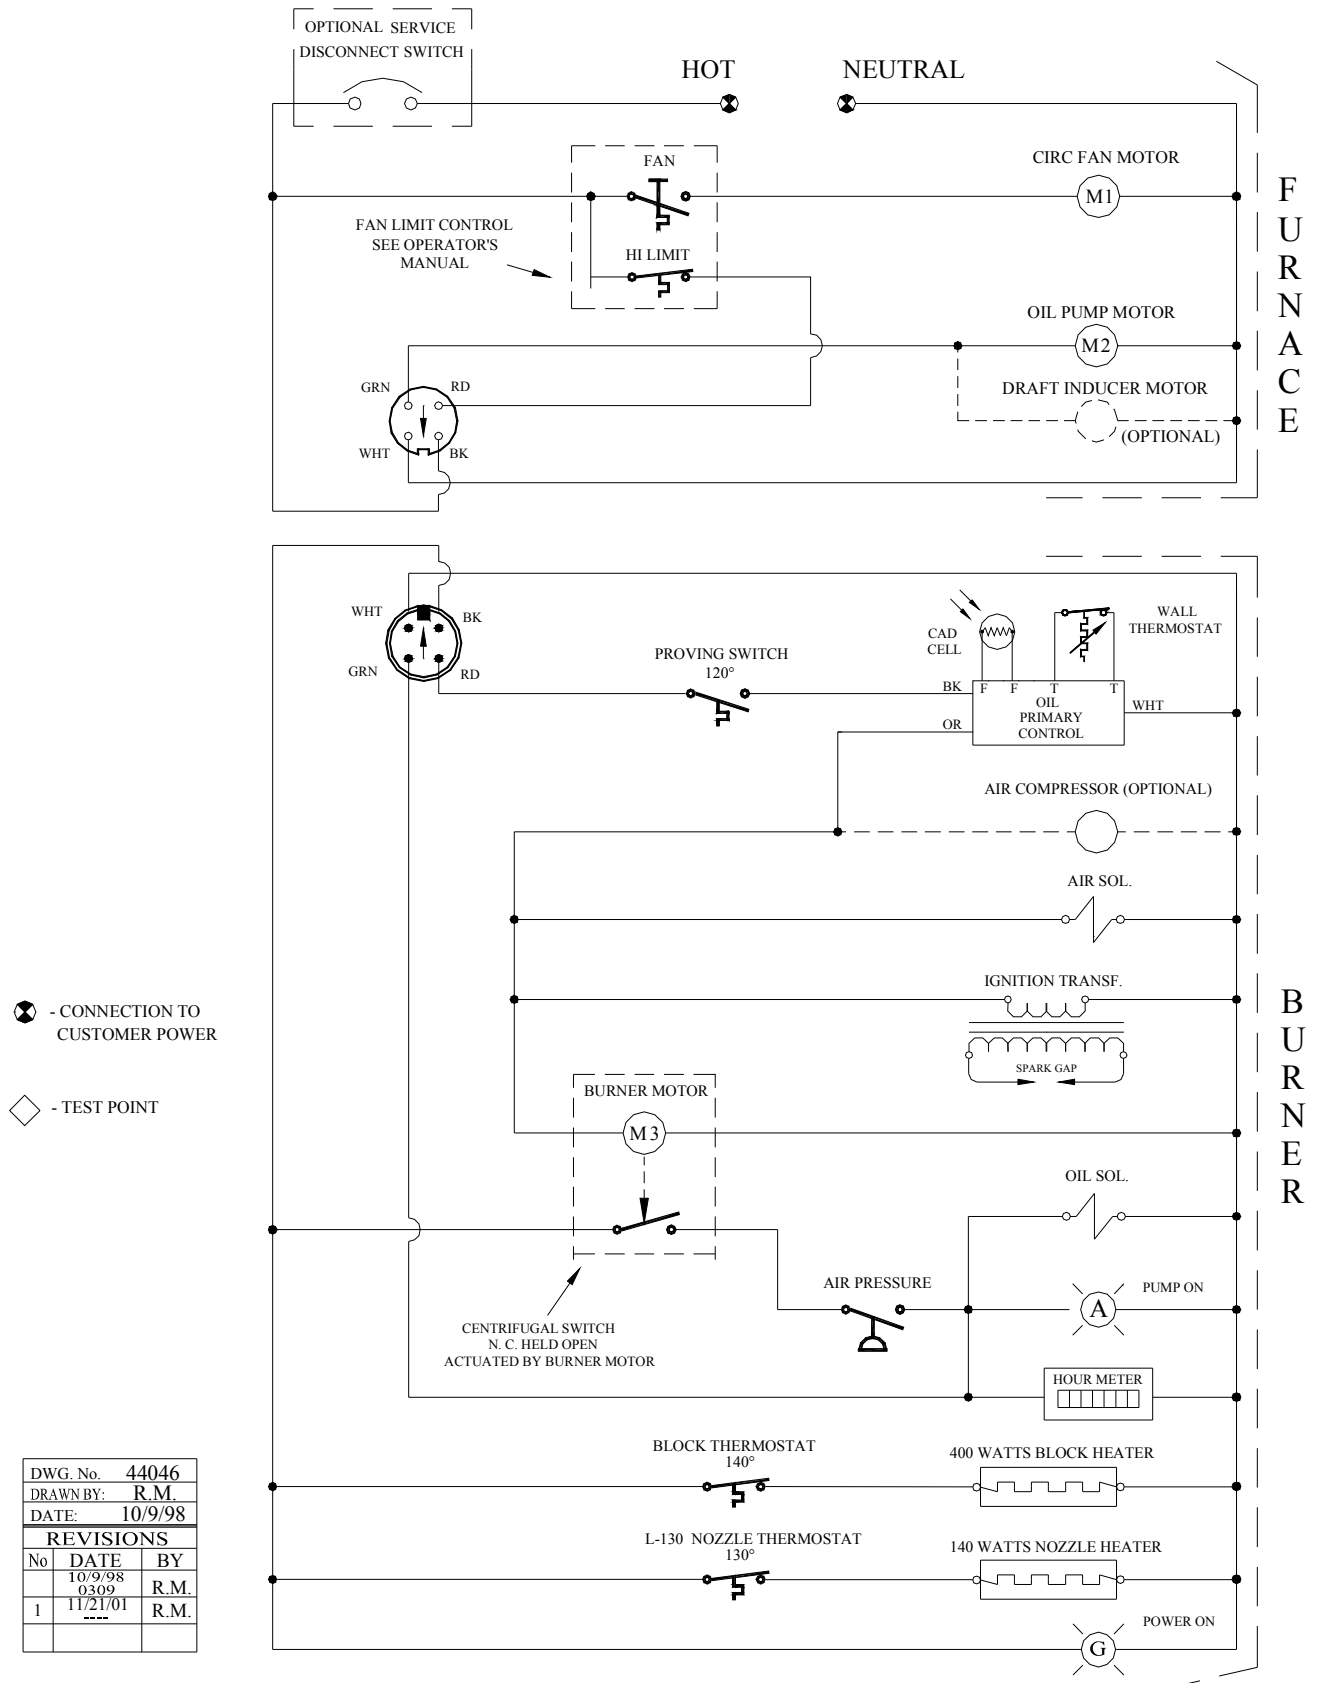 OPTIONAL SERVICE
DISCONNECT SWITCH
HOT
NEUTRAL
FAN
CIRC FAN MOTOR
M1
FAN LIMIT CONTROL
SEE OPERATOR'S
MANUAL
HI LIMIT
OIL PUMP MOTOR
M2
GRN
RD
DRAFT INDUCER MOTOR
(OPTIONAL)
WHT
BK
FURNACE
WHT
BK
GRN
RD
CAD
CELL
WALL
THERMOSTAT
PROVING SWITCH
120°
BK
F
F
T
T
OIL
PRIMARY
CONTROL
WHT
OR
AIR COMPRESSOR (OPTIONAL)
AIR SOL.
IGNITION TRANSF.
SPARK GAP
- CONNECTION TO
CUSTOMER POWER
- TEST POINT
BURNER MOTOR
M3
BURNER
OIL SOL.
AIR PRESSURE
PUMP ON
A
CENTRIFUGAL SWITCH
N. C. HELD OPEN
ACTUATED BY BURNER MOTOR
HOUR METER
BLOCK THERMOSTAT
140°
400 WATTS BLOCK HEATER
L-130 NOZZLE THERMOSTAT
130°
140 WATTS NOZZLE HEATER
POWER ON
G
DWG. No. 44046
DRAWN BY: R.M.
DATE: 10/9/98
REVISIONS
No DATE BY
10/9/98
0309 R.M.
1 11/21/01 R.M.
----